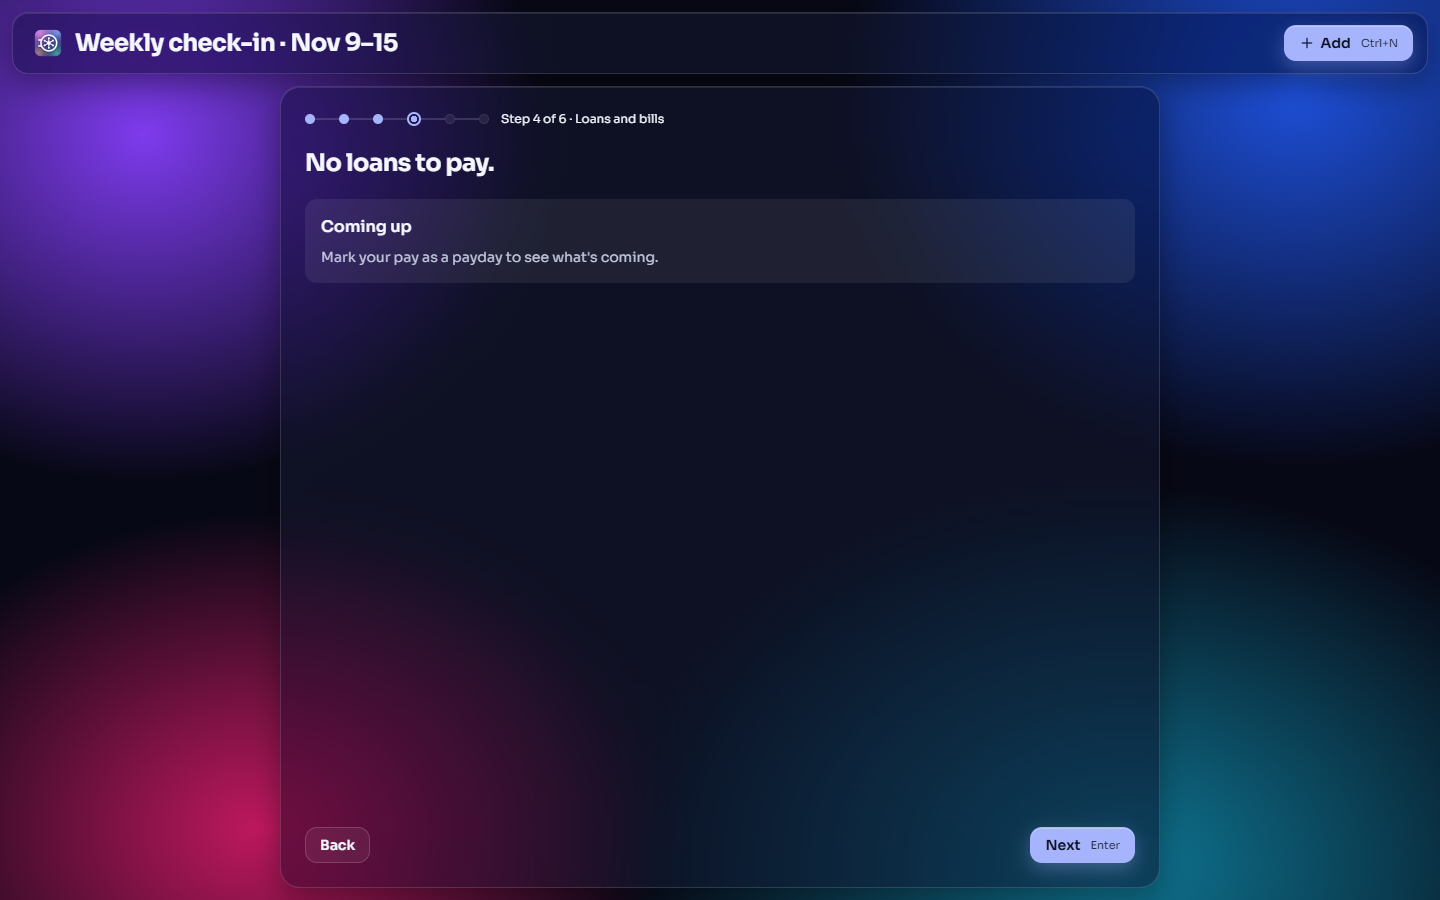 Weekly check-in · Nov 9–15
+ Add Ctrl+N
Step 4 of 6 · Loans and bills
No loans to pay.
Coming up
Mark your pay as a payday to see what's coming.
Back
Next Enter